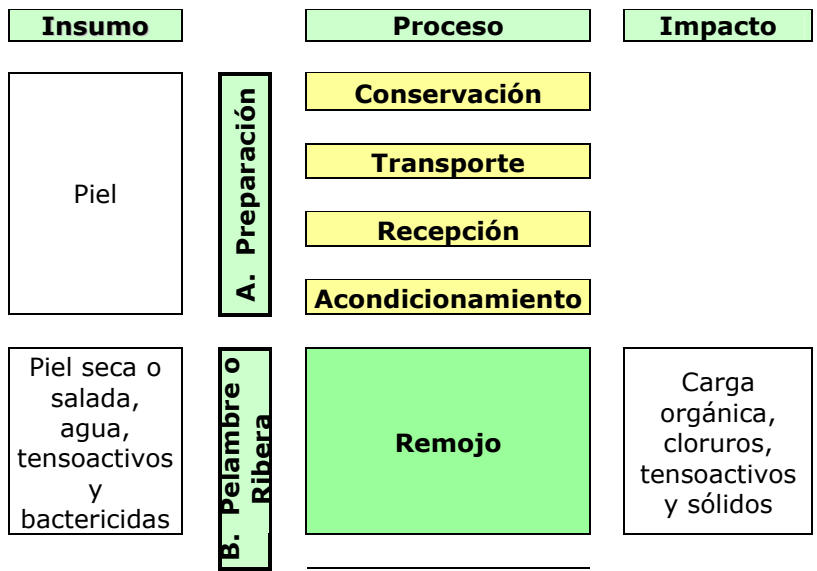 Insumo
Proceso
Impacto
Piel
A. Preparación
Conservación
Transporte
Recepción
Acondicionamiento
Piel seca o
salada,
agua,
tensoactivos
y
bactericidas
B. Pelambre o
Ribera
Remojo
Carga
orgánica,
cloruros,
tensoactivos
y sólidos